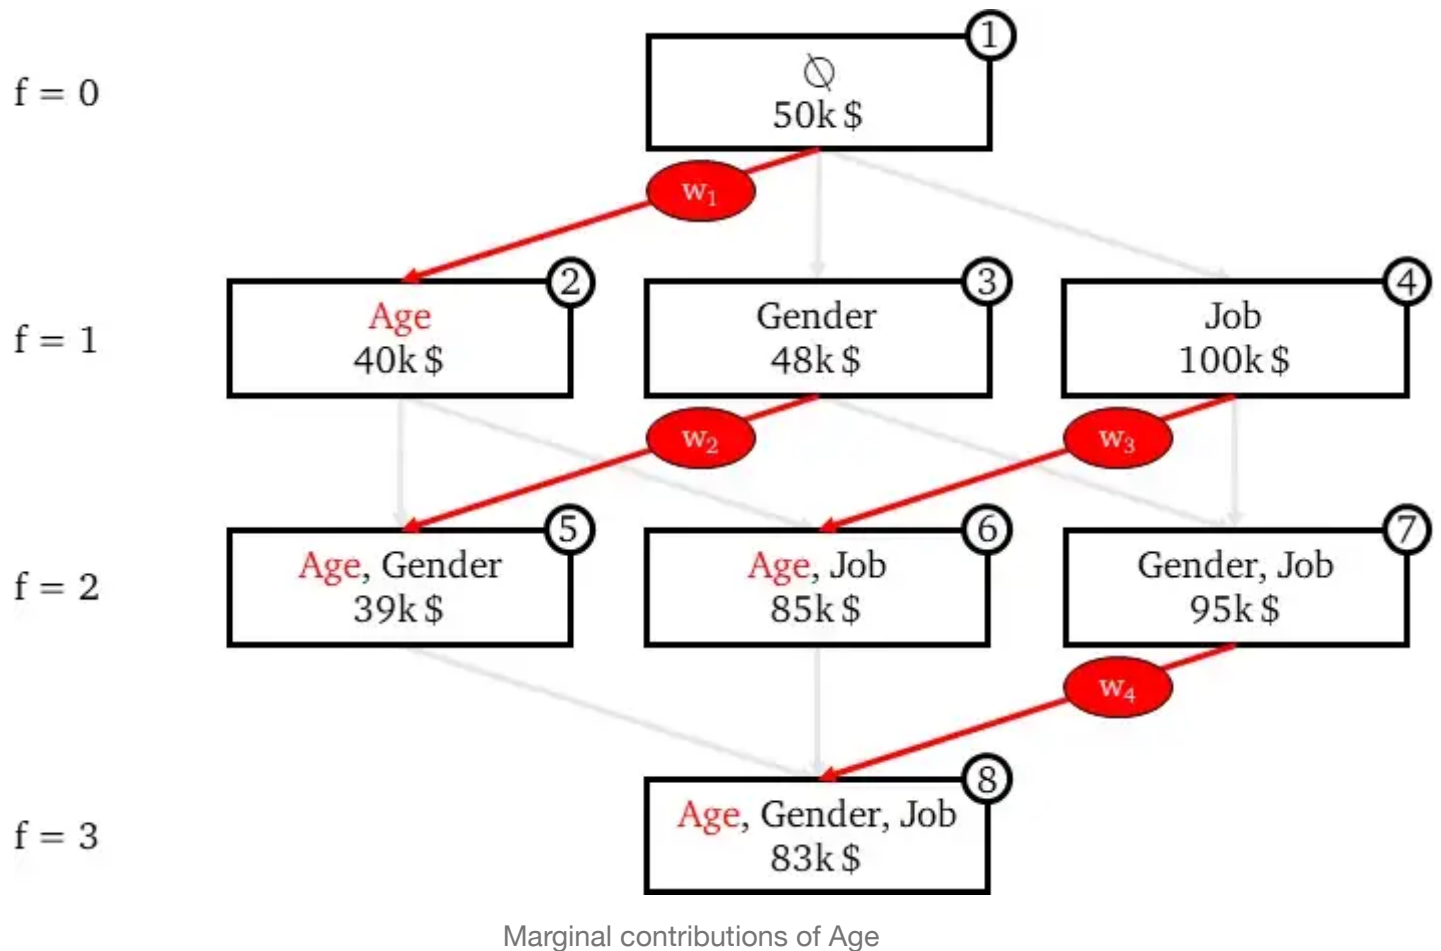 1
f = 0
∅
50k $
w₁
2
3
4
f = 1
Age
40k $
Gender
48k $
Job
100k $
w₂
w₃
5
6
7
f = 2
Age, Gender
39k $
Age, Job
85k $
Gender, Job
95k $
w₄
8
f = 3
Age, Gender, Job
83k $
Marginal contributions of Age